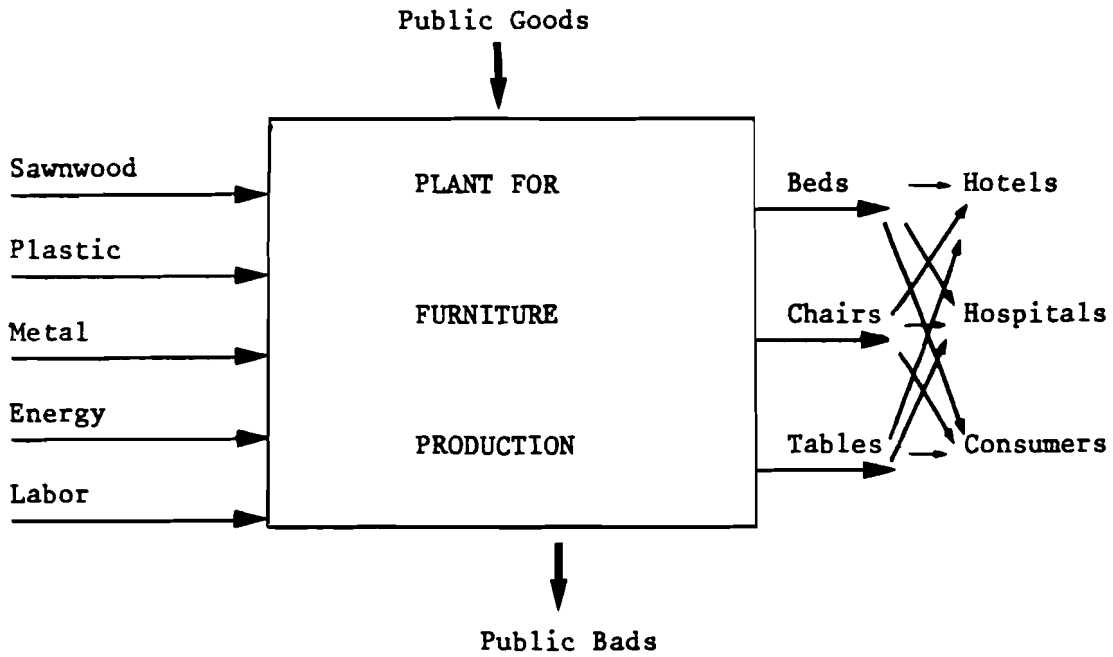 Public Goods
Sawnwood
Plastic
Metal
Energy
Labor
PLANT FOR
FURNITURE
PRODUCTION
Beds
Chairs
Tables
Hotels
Hospitals
Consumers
Public Bads